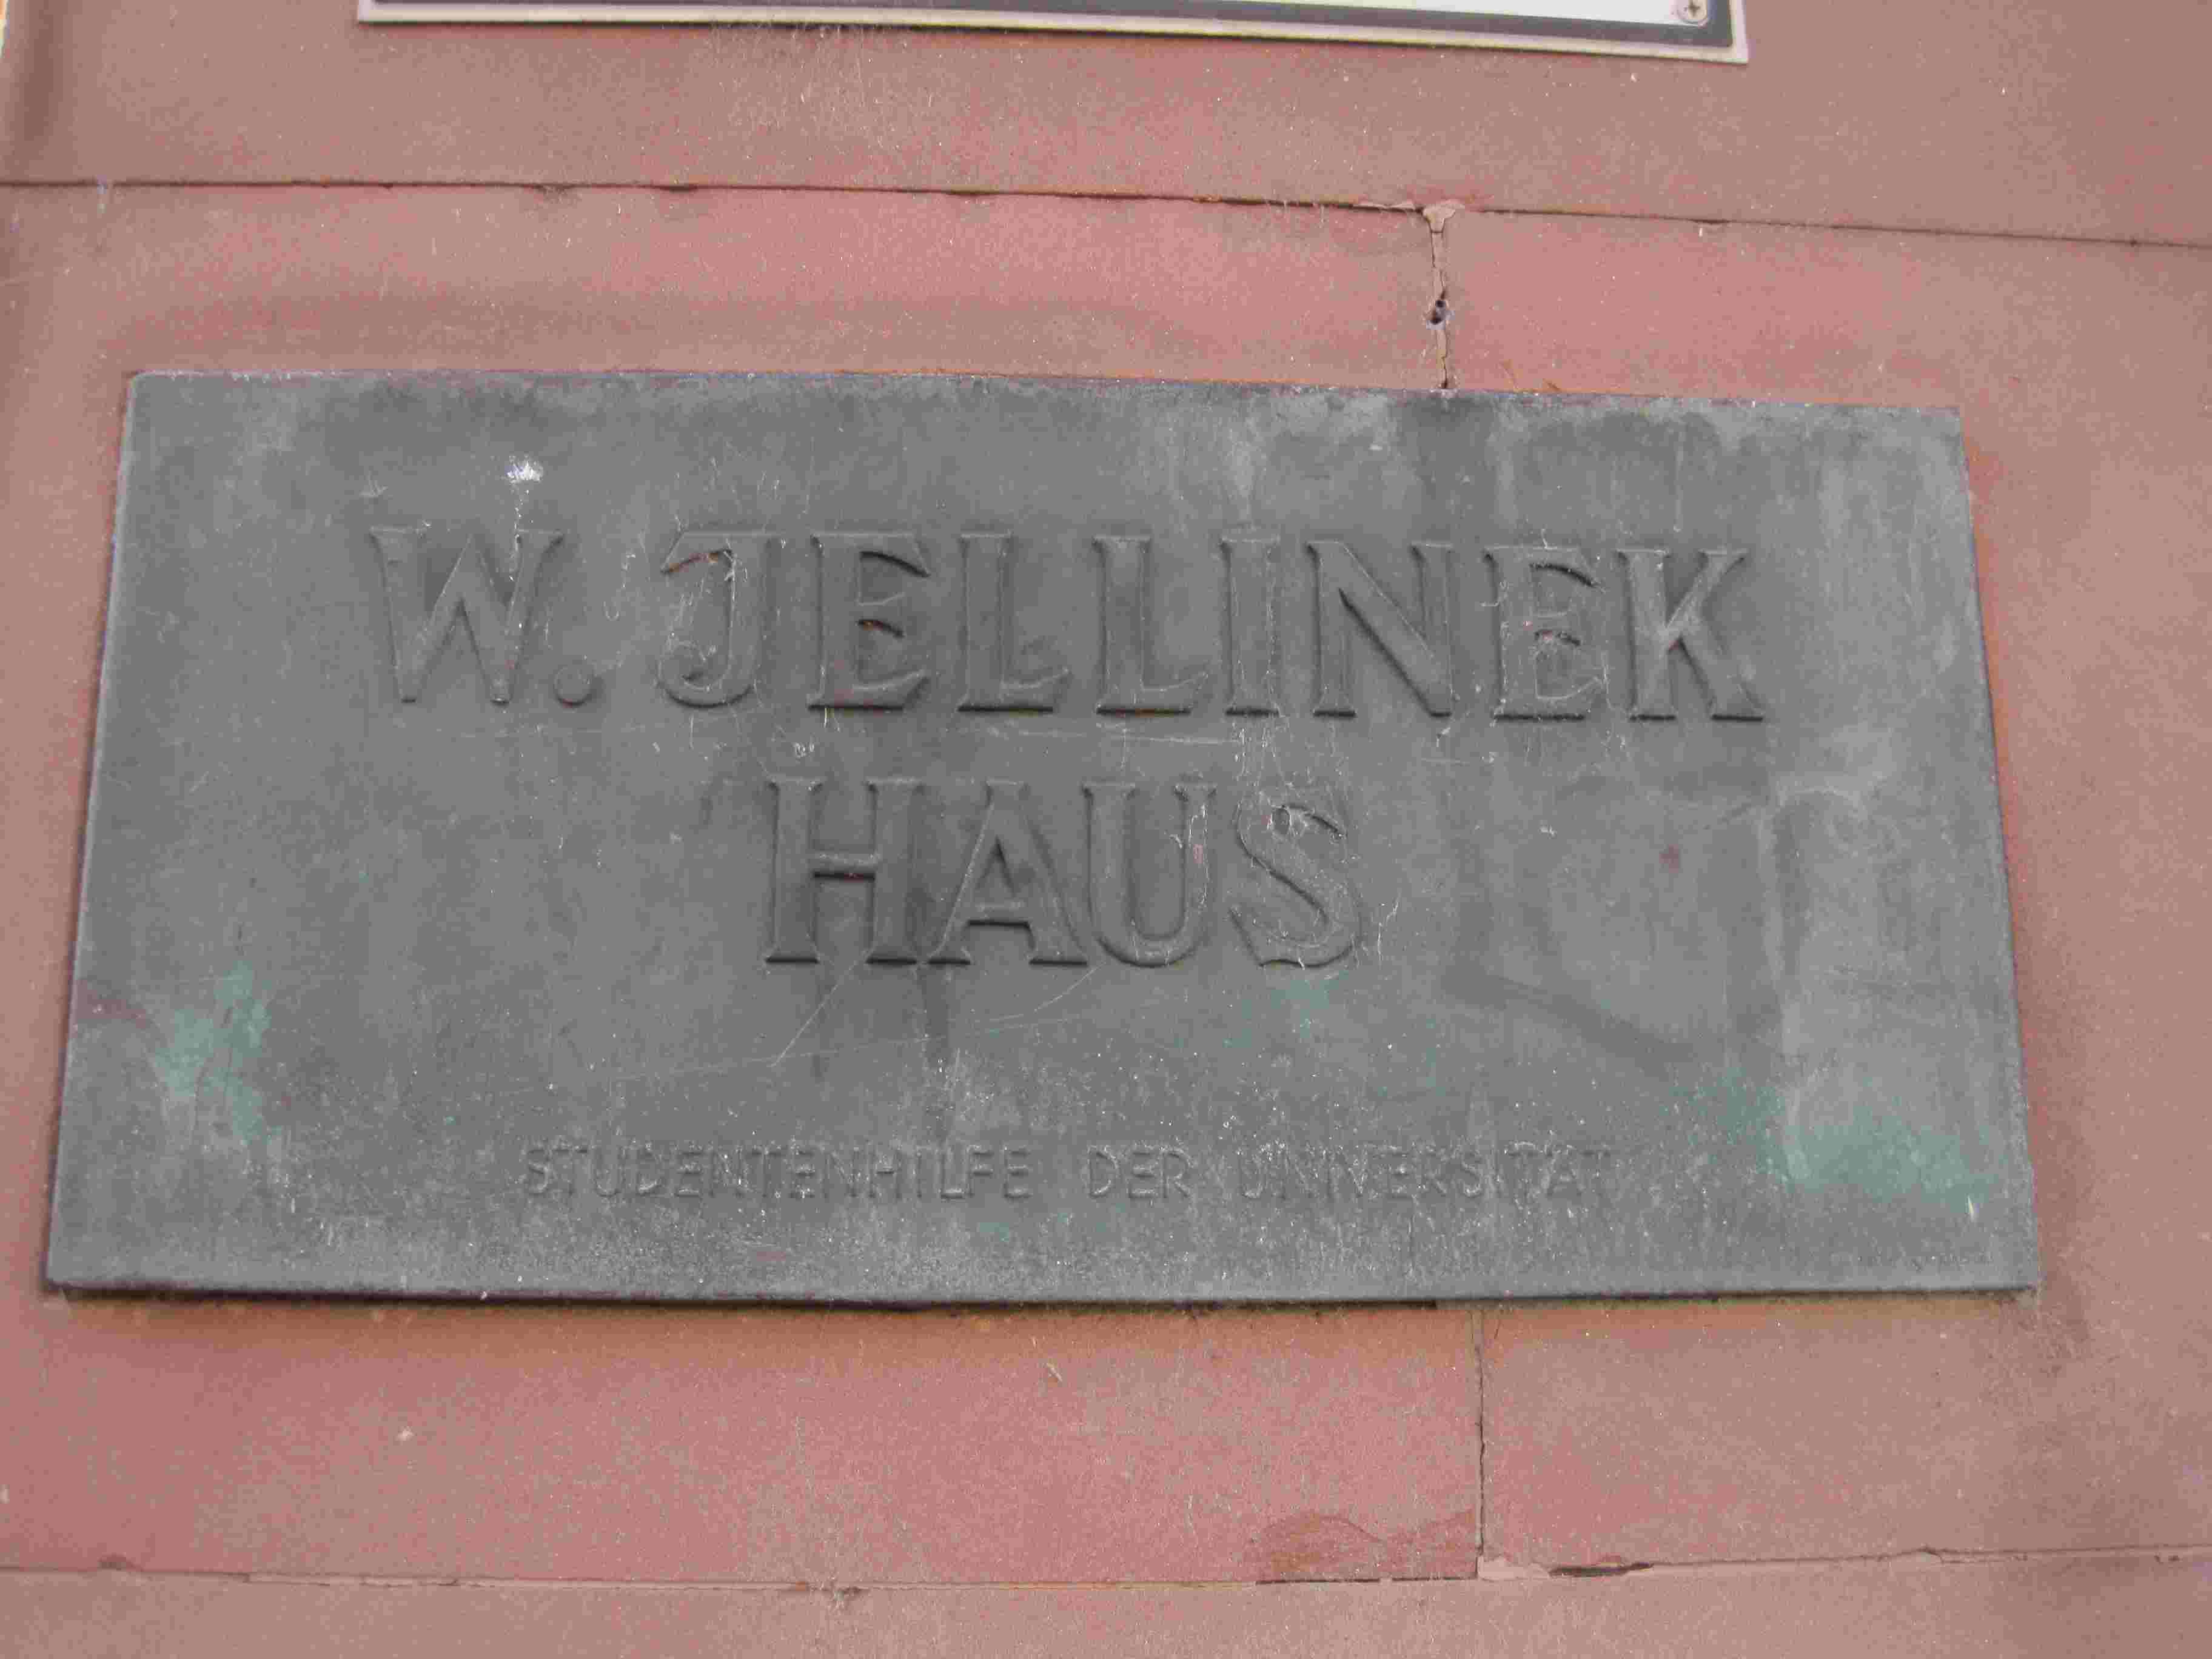 W. JELLINEK
HAUS
STUDENTENHILFE DER UNIVERSITÄT